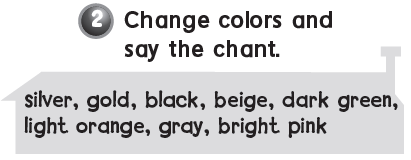 2 Change colors and
say the chant.
silver, gold, black, beige, dark green,
light orange, gray, bright pink